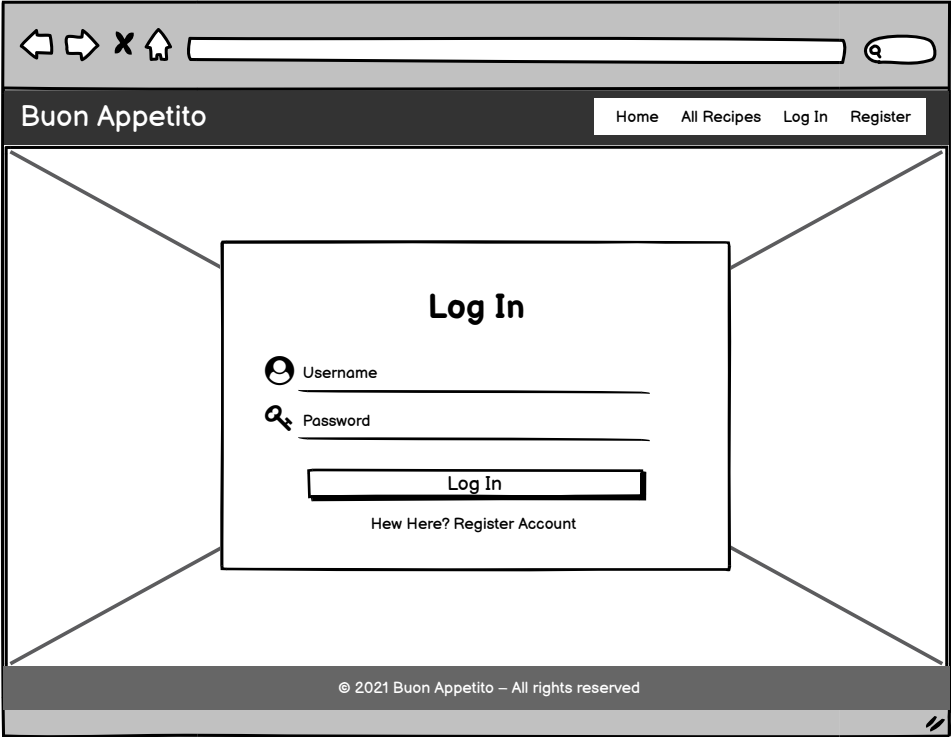 Buon Appetito
Home All Recipes Log In Register
Log In
Username
Password
Log In
Hew Here? Register Account
© 2021 Buon Appetito – All rights reserved